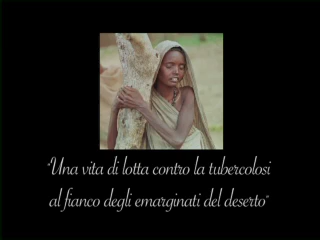 "Una vita di lotta contro la tubercolosi
al fianco degli emarginati del deserto"